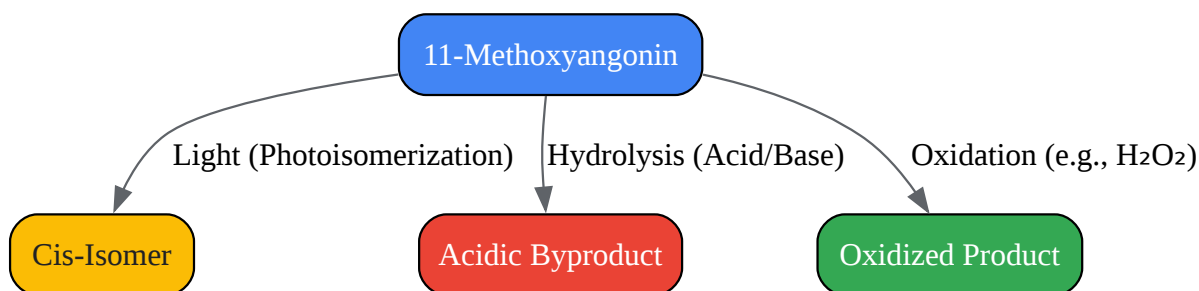 11-Methoxyangonin
Light (Photoisomerization)
Hydrolysis (Acid/Base)
Oxidation (e.g., H₂O₂)
Cis-Isomer
Acidic Byproduct
Oxidized Product